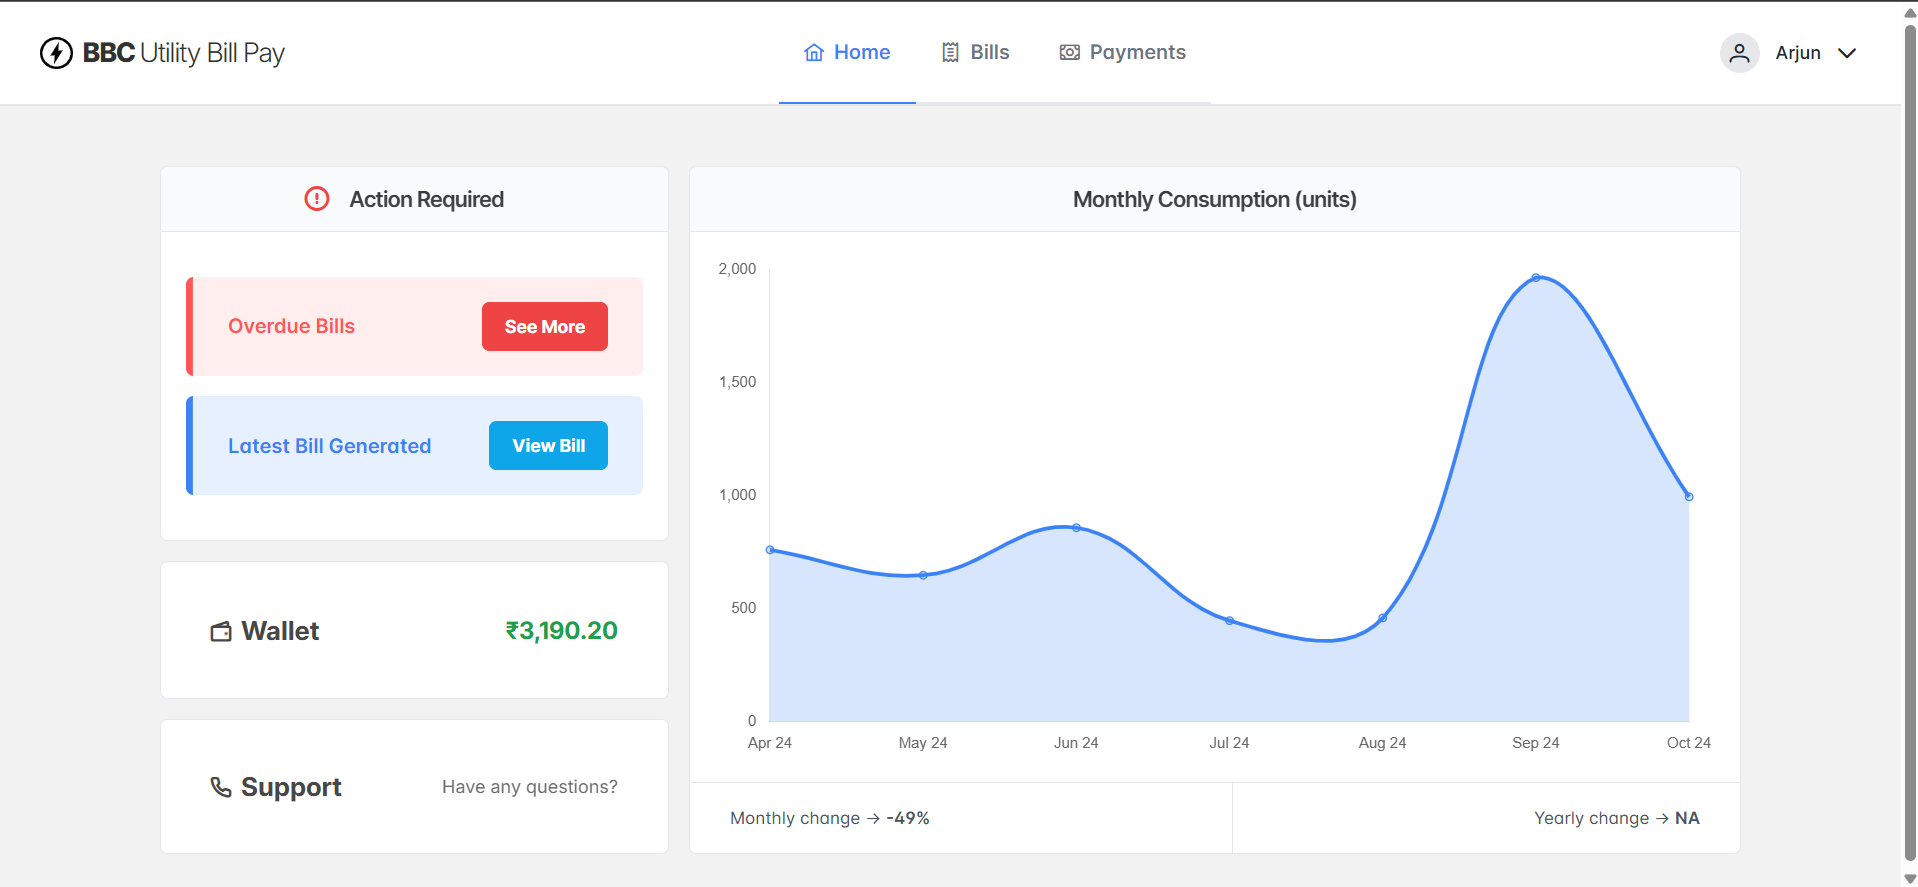 BBC Utility Bill Pay
Home
Bills
Payments
Arjun
Action Required
Overdue Bills
See More
Latest Bill Generated
View Bill
Wallet
₹3,190.20
Support
Have any questions?
Monthly Consumption (units)
2,000
1,500
1,000
500
0
Apr 24
May 24
Jun 24
Jul 24
Aug 24
Sep 24
Oct 24
Monthly change → -49%
Yearly change → NA